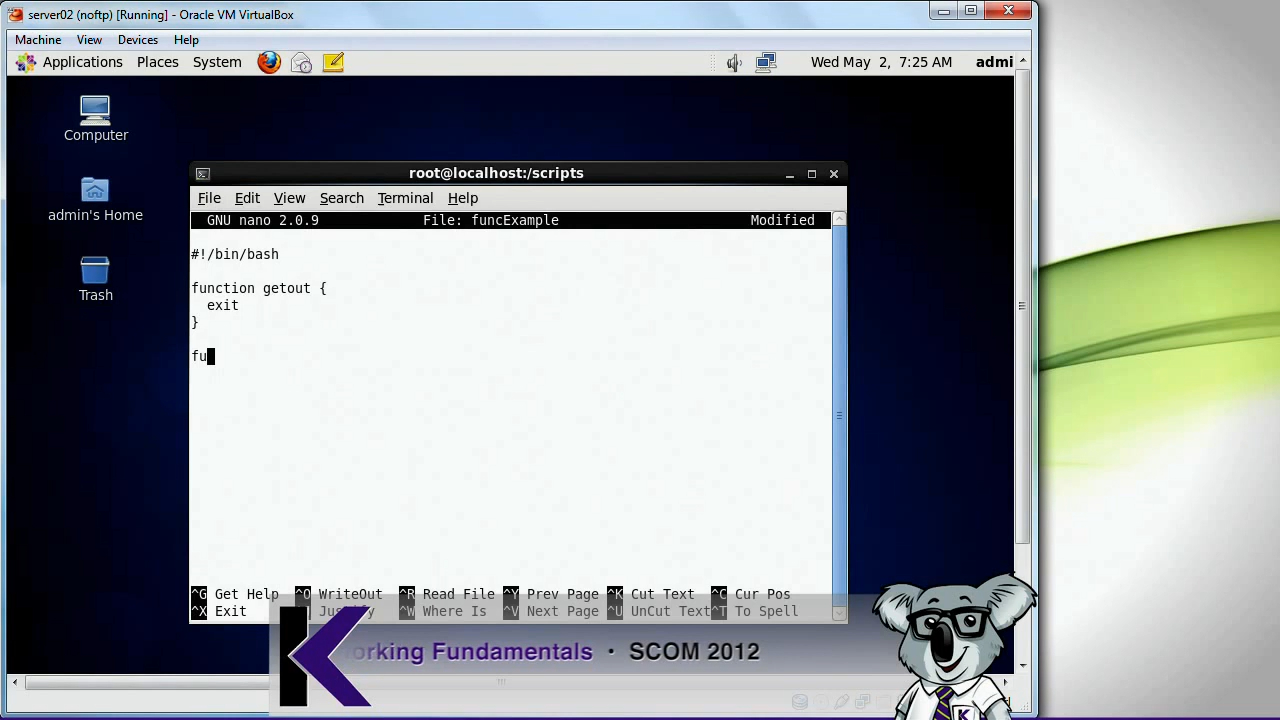 server02 (noftp) [Running] - Oracle VM VirtualBox
Machine View Devices Help
Applications Places System Wed May 2, 7:25 AM admi
Computer
admin's Home
Trash
root@localhost:/scripts
File Edit View Search Terminal Help
GNU nano 2.0.9 File: funcExample Modified
#!/bin/bash
function getout {
exit
}
fu
^G Get Help ^O WriteOut ^R Read File ^Y Prev Page ^K Cut Text ^C Cur Pos
^X Exit Justify ^W Where Is ^V Next Page ^U UnCut Text ^T To Spell
orking Fundamentals · SCOM 2012
K
K